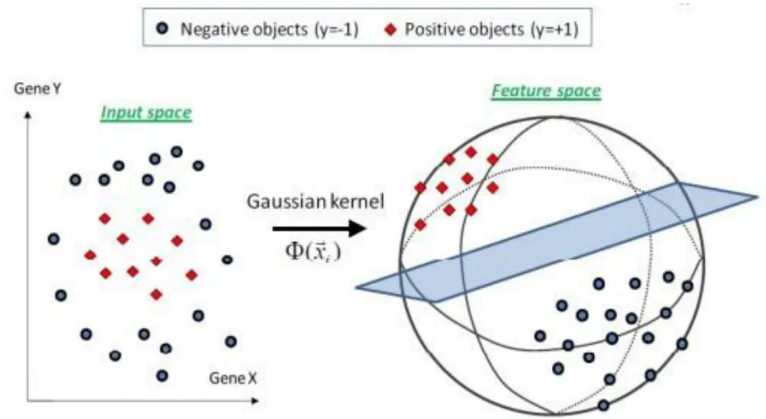 Negative objects (y=-1) Positive objects (y=+1)
Gene Y
Input space
Feature space
Gaussian kernel
Φ(x⃗ᵢ)
Gene X